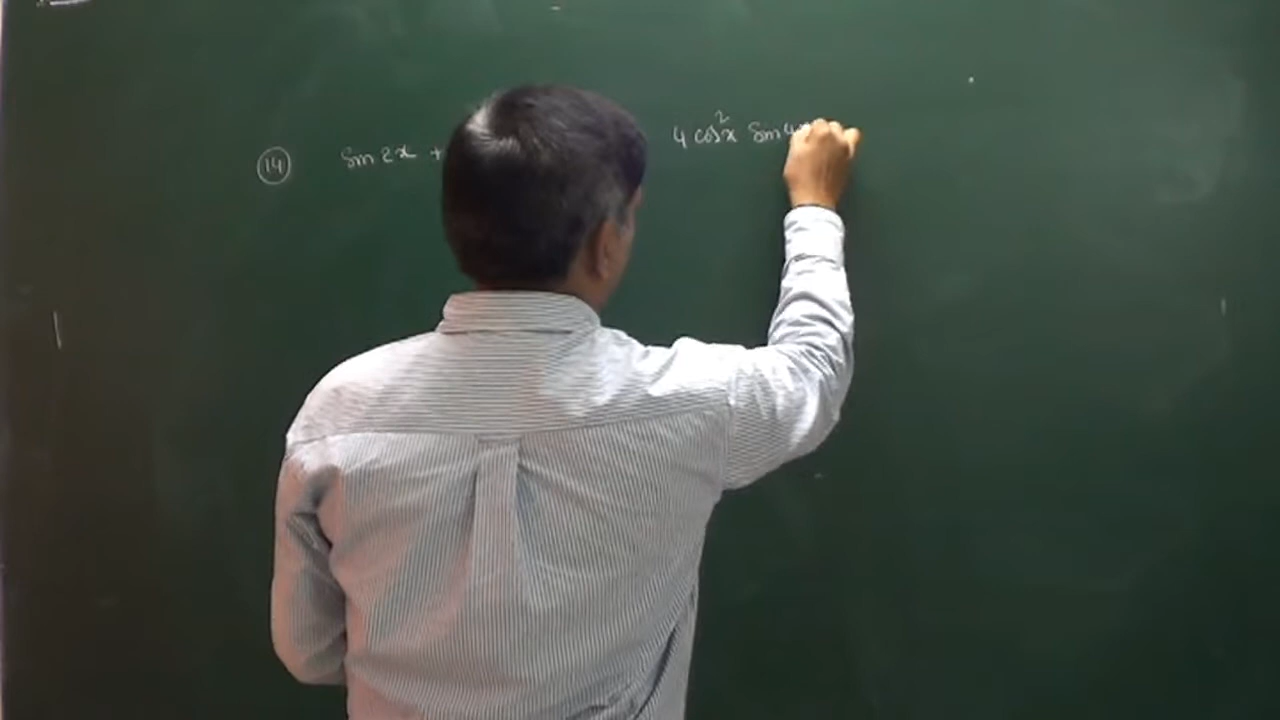 (14) Sin 2x + 4 cos²x Sin 4x